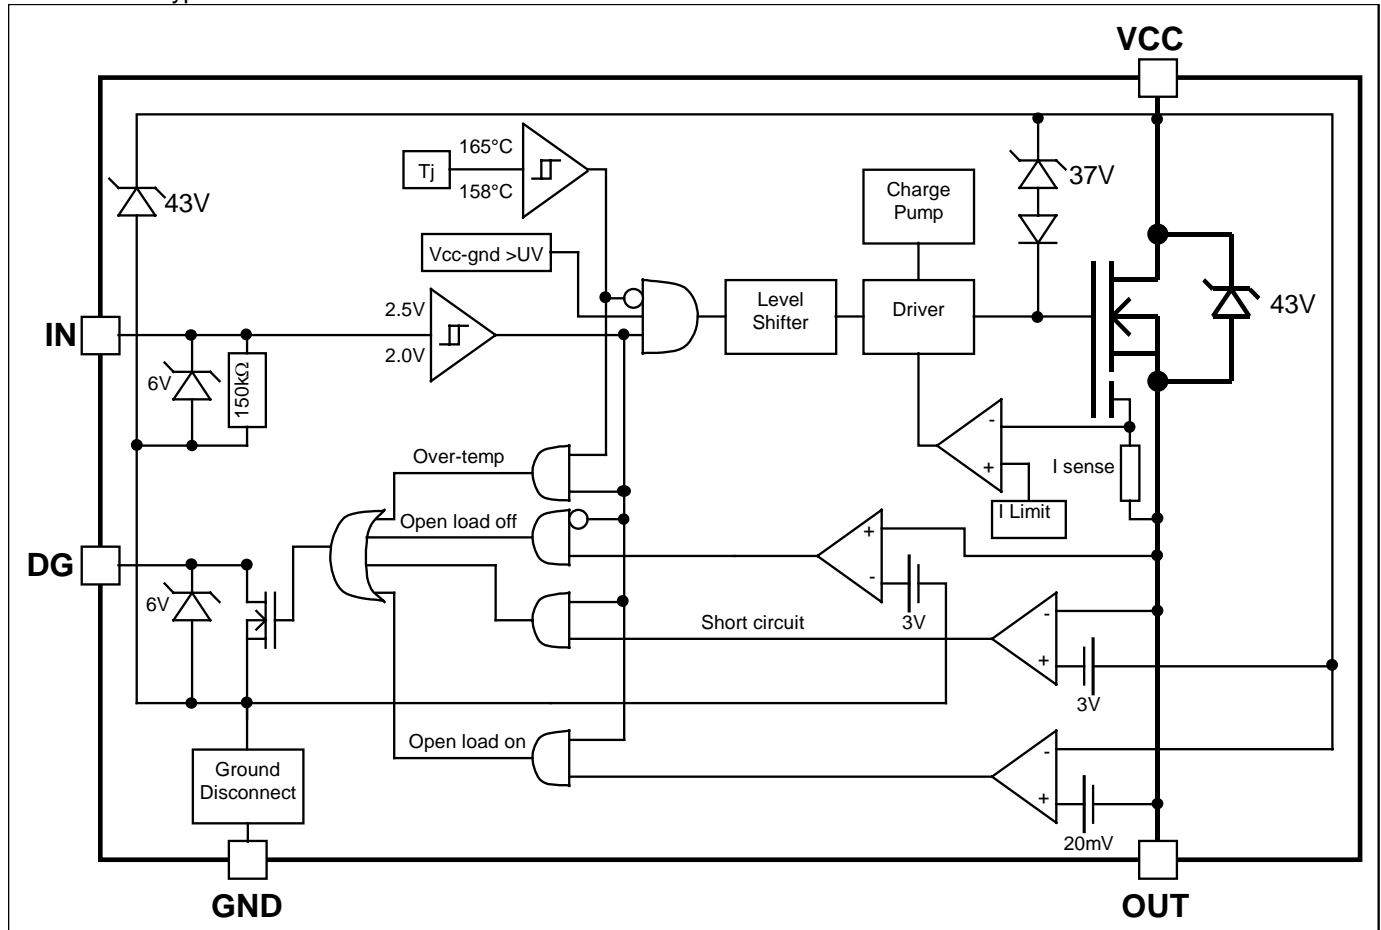 yp
VCC
165°C
Tj
158°C
43V
37V
Charge
Pump
Vcc-gnd >UV
2.5V
Level
Shifter
Driver
43V
IN
2.0V
6V
150kΩ
-
+
I sense
I Limit
Over-temp
Open load off
+
-
3V
DG
6V
Short circuit
-
+
3V
Open load on
-
+
20mV
Ground
Disconnect
GND
OUT